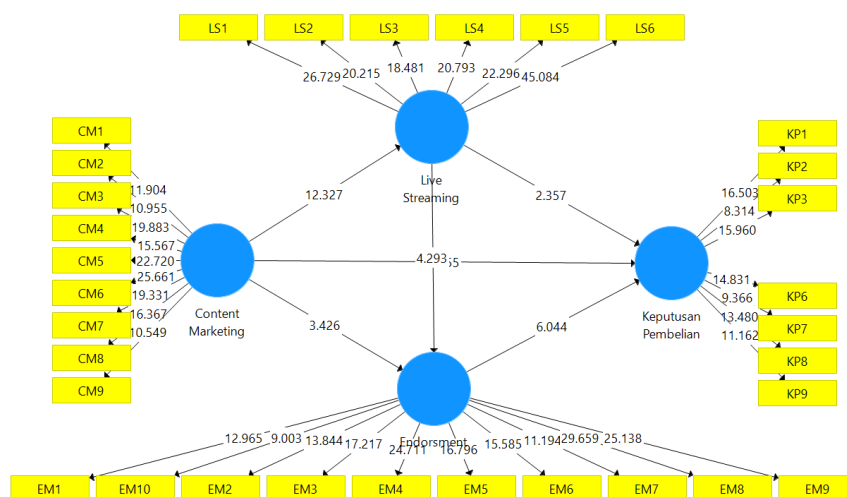 LS1 LS2 LS3 LS4 LS5 LS6
26.729 20.215 18.481 20.793 22.296 45.084
CM1
CM2
CM3
CM4
CM5
CM6
CM7
CM8
CM9
11.904
10.955
19.883
15.567
22.720
25.661
19.331
16.367
10.549
Content
Marketing
12.327
Live
Streaming
2.357
4.293
3.426
6.044
Keputusan
Pembelian
KP1
KP2
KP3
KP6
KP7
KP8
KP9
16.503
8.314
15.960
14.831
9.366
13.480
11.162
Endorsment
12.965 9.003 13.844 17.217 24.711 16.796 15.585 11.194 29.659 25.138
EM1 EM10 EM2 EM3 EM4 EM5 EM6 EM7 EM8 EM9